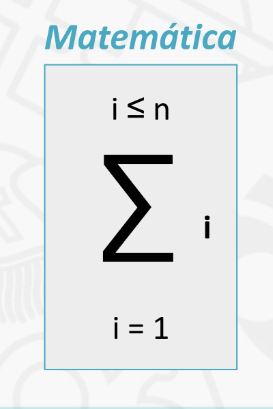 Matemática
i ≤ n
∑ i
i = 1